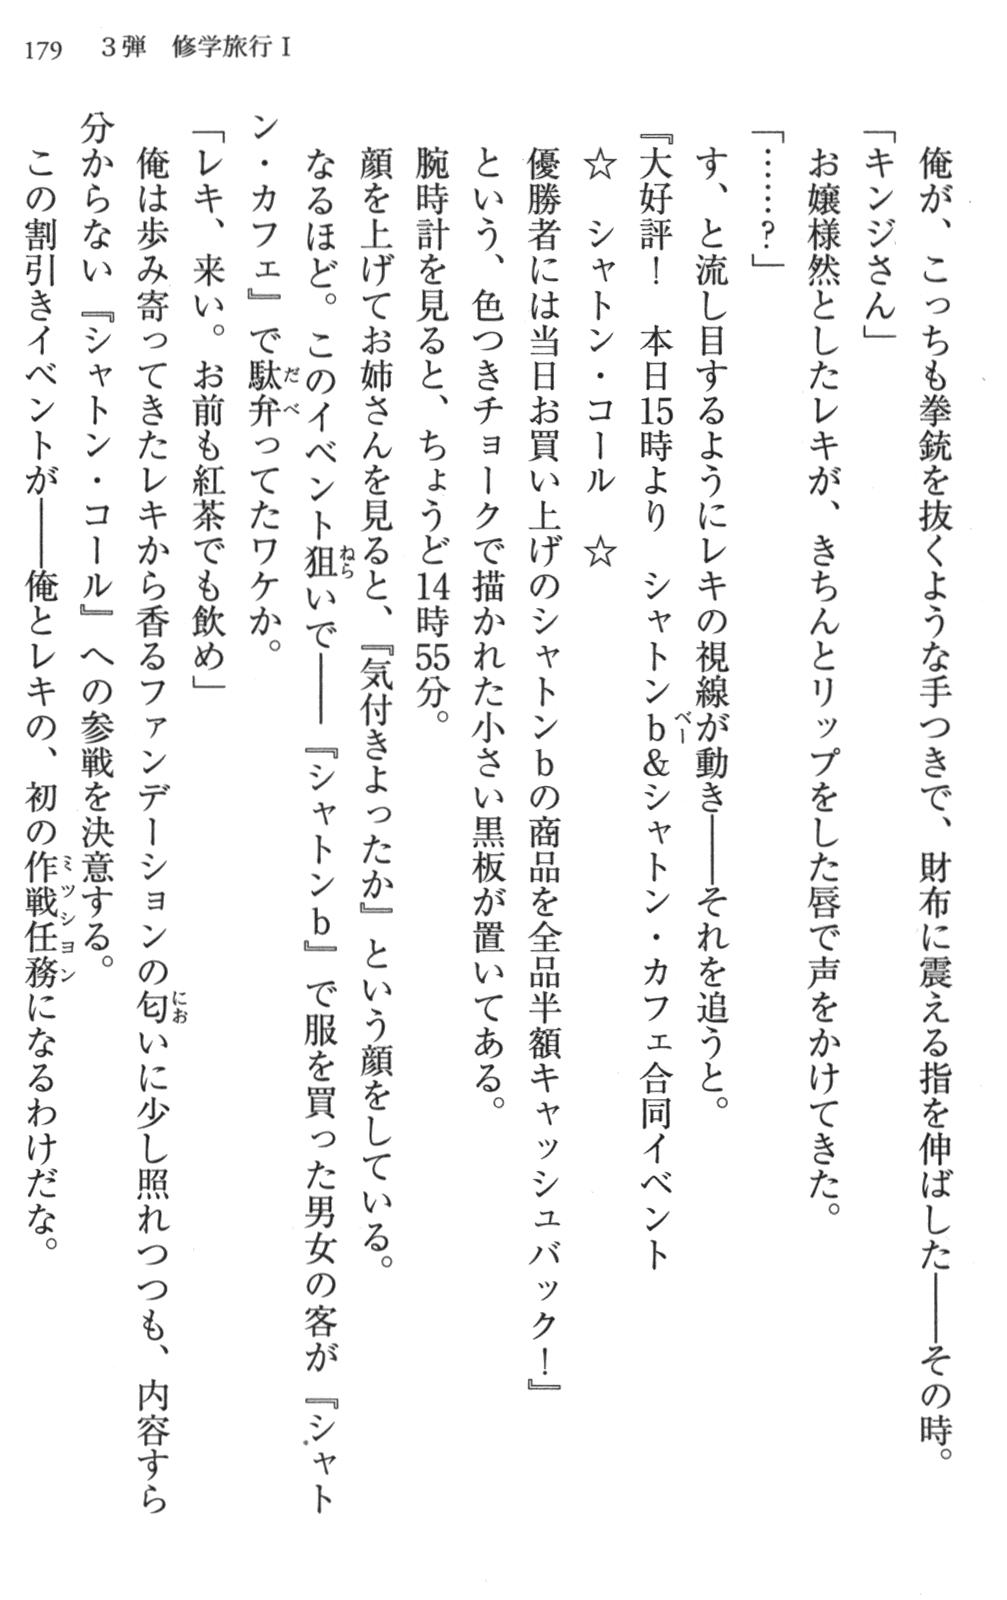 179　3弾　修学旅行Ⅰ
　俺が、こっちも拳銃を抜くような手つきで、財布に震える指を伸ばした――その時。
「キンジさん」
　お嬢様然としたレキが、きちんとリップをした唇で声をかけてきた。
「……?」
　す、と流し目するようにレキの視線が動き――それを追うと。
『大好評！　本日15時より　シャトンb&シャトン・カフェ合同イベント
　☆　シャトン・コール　☆
　優勝者には当日お買い上げのシャトンbの商品を全品半額キャッシュバック！』
　という、色つきチョークで描かれた小さい黒板が置いてある。
　腕時計を見ると、ちょうど14時55分。
　顔を上げてお姉さんを見ると、『気付きよったか』という顔をしている。
　なるほど。このイベント狙いで――『シャトンb』で服を買った男女の客が『シャト
ン・カフェ』で駄弁ってたワケか。
「レキ、来い。お前も紅茶でも飲め」
　俺は歩み寄ってきたレキから香るファンデーションの匂いに少し照れつつも、内容すら
分からない『シャトン・コール』への参戦を決意する。
　この割引きイベントが――俺とレキの、初の作戦任務になるわけだな。